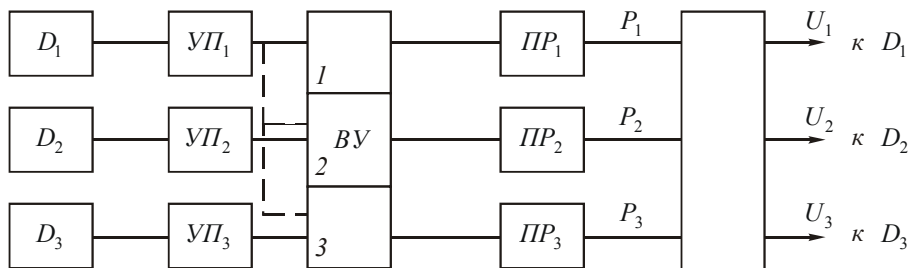 D₁ УП₁ 1 ПР₁ P₁ U₁ к D₁
D₂ УП₂ ВУ 2 ПР₂ P₂ U₂ к D₂
D₃ УП₃ 3 ПР₃ P₃ U₃ к D₃